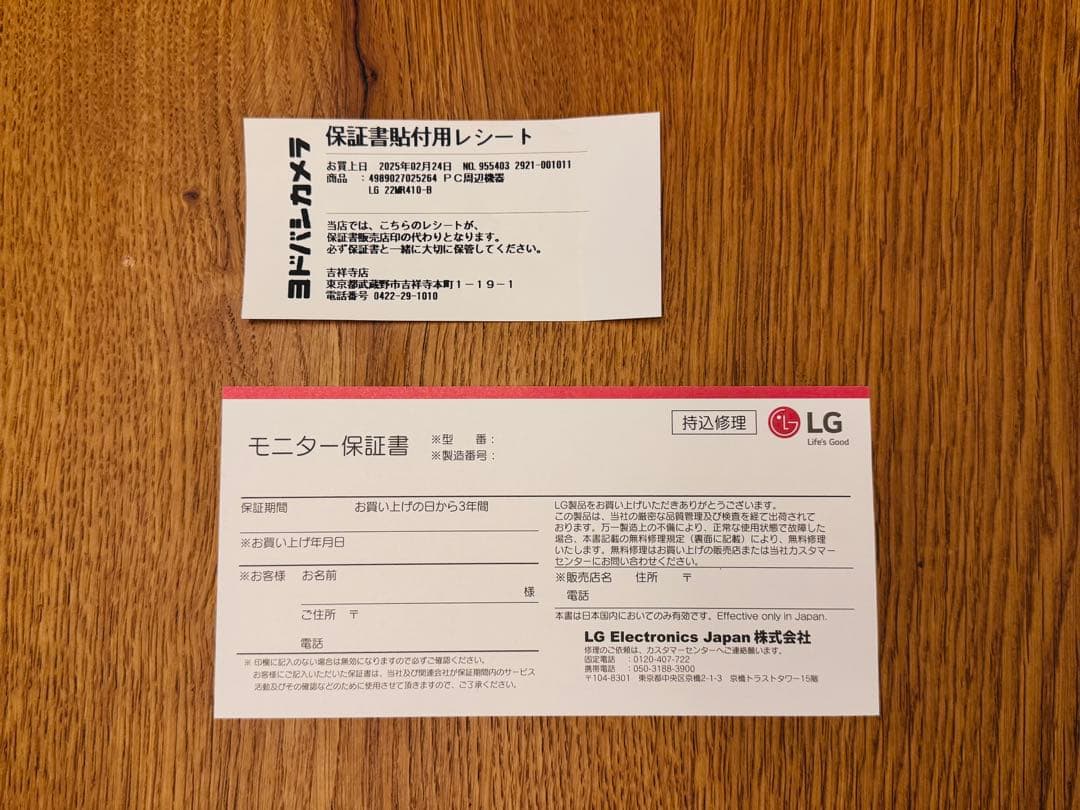 ヨドバシカメラ
保証書貼付用レシート
お買上日 2025年02月24日 NO.955403 2921-001011
商品 :4989027025264 PC周辺機器
LG 22MR410-B
当店では、こちらのレシートが、
保証書販売店印の代わりとなります。
必ず保証書と一緒に大切に保管してください。
吉祥寺店
東京都武蔵野市吉祥寺本町1-19-1
電話番号 0422-29-1010
持込修理
LG
Life's Good
モニター保証書
※型 番:
※製造番号:
保証期間 お買い上げの日から3年間
※お買い上げ年月日
※お客様 お名前
様
ご住所 〒
電話
※ 印欄に記入のない場合は無効になりますので必ずご確認ください。
お客様にご記入いただいた保証書は、当社及び関連会社が保証期間内のサービス
活動及びその確認などのために使用させて頂きますので、ご了承ください。
LG製品をお買い上げいただきありがとうございます。
この製品は、当社の厳密な品質管理及び検査を経て出荷されて
おります。万一製造上の不備により、正常な使用状態で故障した
場合、本書記載の無料修理規定(裏面に記載)により、無料修理
いたします。無料修理はお買い上げの販売店または当社カスタマー
センターにお問い合わせください。
※販売店名 住所 〒
電話
本書は日本国内においてのみ有効です。Effective only in Japan.
LG Electronics Japan 株式会社
修理のご依頼は、カスタマーセンターへご連絡願います。
固定電話 :0120-407-722
携帯電話 :050-3188-3900
〒104-8301 東京都中央区京橋2-1-3 京橋トラストタワー15階